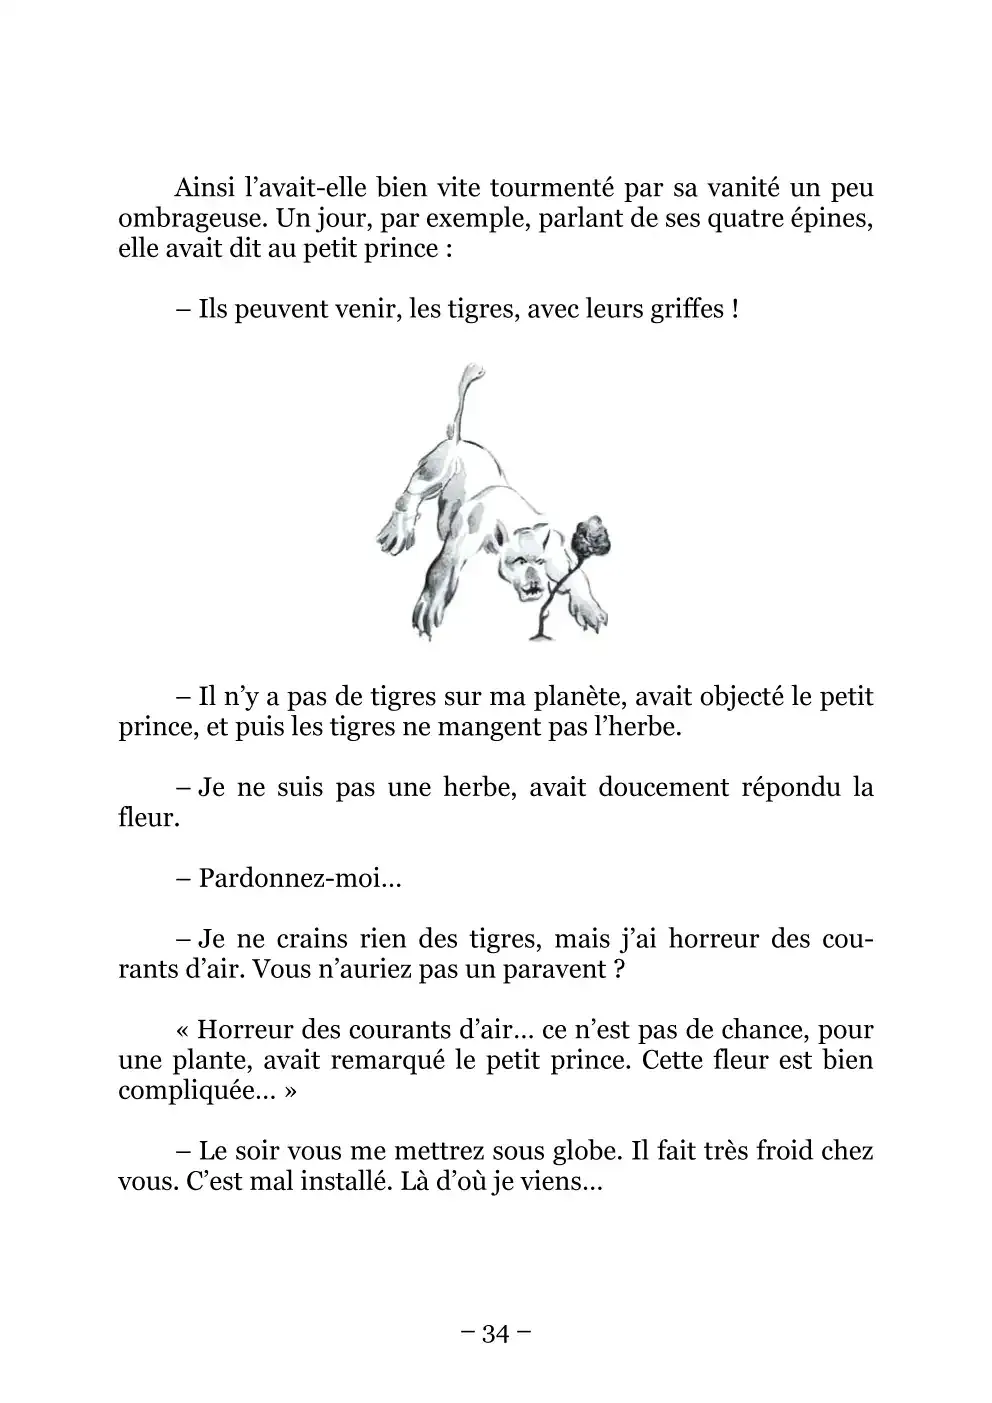 Ainsi l’avait-elle bien vite tourmenté par sa vanité un peu
ombrageuse. Un jour, par exemple, parlant de ses quatre épines,
elle avait dit au petit prince :
– Ils peuvent venir, les tigres, avec leurs griffes !
– Il n’y a pas de tigres sur ma planète, avait objecté le petit
prince, et puis les tigres ne mangent pas l’herbe.
– Je ne suis pas une herbe, avait doucement répondu la
fleur.
– Pardonnez-moi…
– Je ne crains rien des tigres, mais j’ai horreur des cou-
rants d’air. Vous n’auriez pas un paravent ?
« Horreur des courants d’air… ce n’est pas de chance, pour
une plante, avait remarqué le petit prince. Cette fleur est bien
compliquée… »
– Le soir vous me mettrez sous globe. Il fait très froid chez
vous. C’est mal installé. Là d’où je viens…
– 34 –